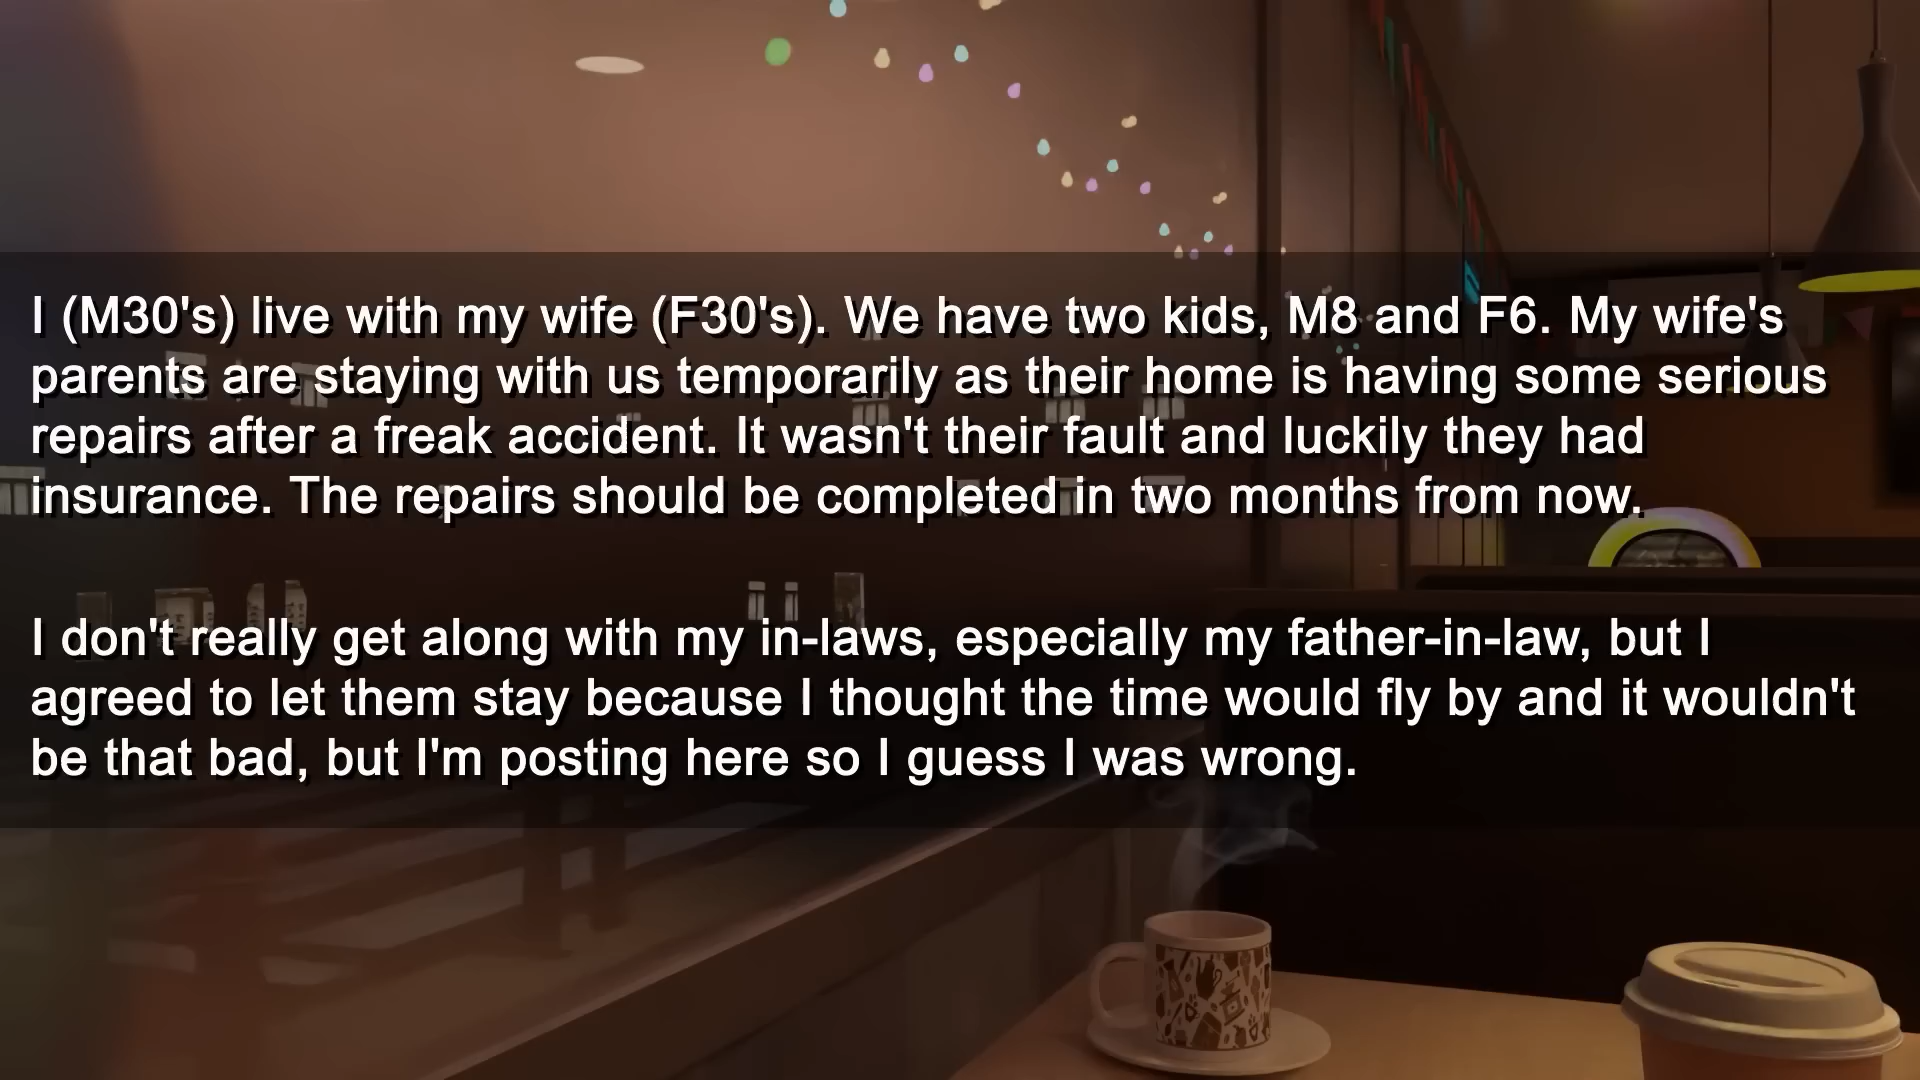 I (M30's) live with my wife (F30's). We have two kids, M8 and F6. My wife's
parents are staying with us temporarily as their home is having some serious
repairs after a freak accident. It wasn't their fault and luckily they had
insurance. The repairs should be completed in two months from now.
I don't really get along with my in-laws, especially my father-in-law, but I
agreed to let them stay because I thought the time would fly by and it wouldn't
be that bad, but I'm posting here so I guess I was wrong.